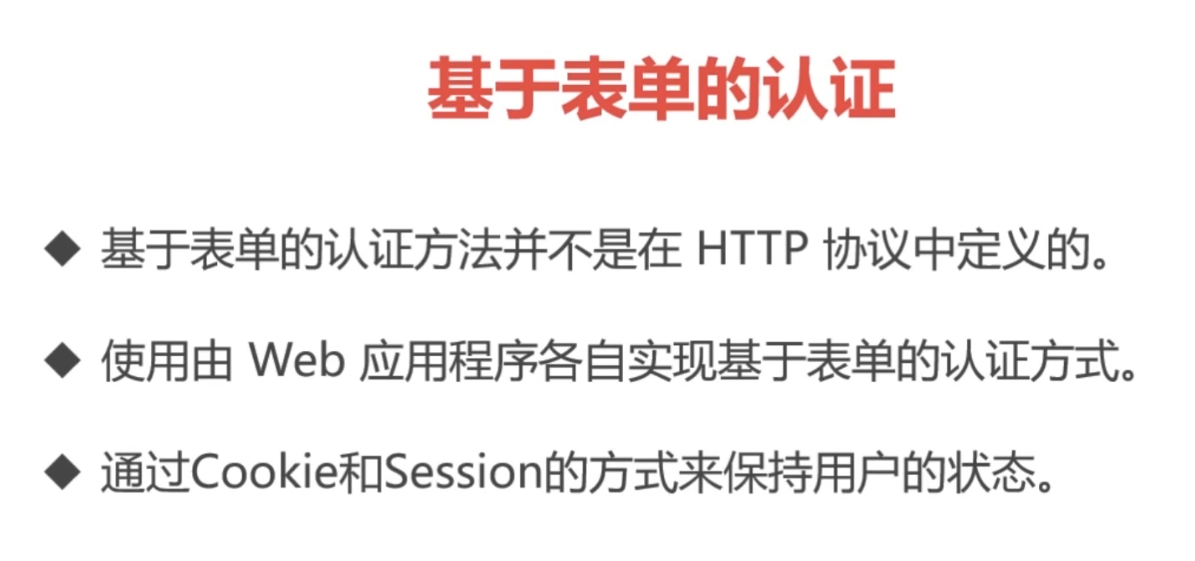 基于表单的认证
◆ 基于表单的认证方法并不是在 HTTP 协议中定义的。
◆ 使用由 Web 应用程序各自实现基于表单的认证方式。
◆ 通过Cookie和Session的方式来保持用户的状态。